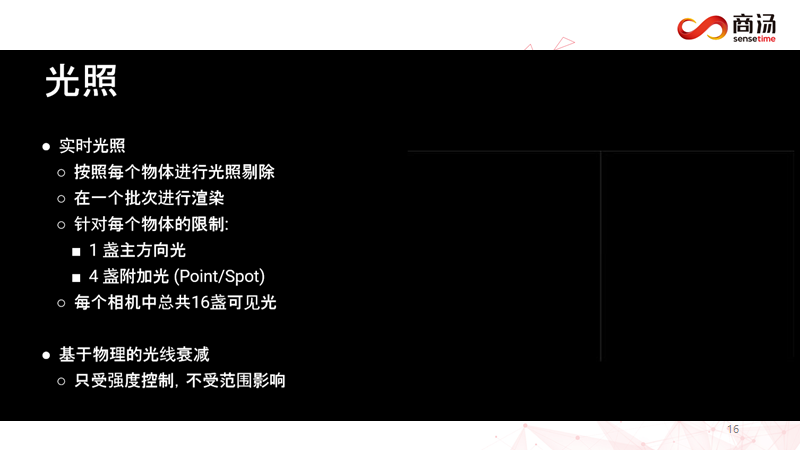 商汤
sensetime
光照
● 实时光照
○ 按照每个物体进行光照剔除
○ 在一个批次进行渲染
○ 针对每个物体的限制:
■ 1 盏主方向光
■ 4 盏附加光 (Point/Spot)
○ 每个相机中总共16盏可见光
● 基于物理的光线衰减
○ 只受强度控制, 不受范围影响
16